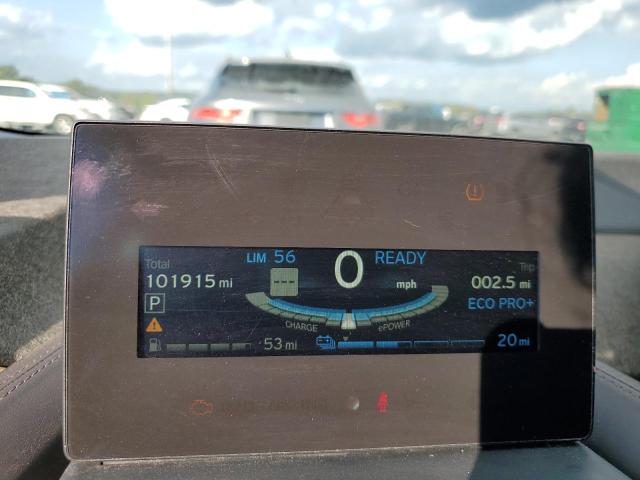 LIM 56
READY
Total
101915 mi
0
mph
Trip
002.5 mi
P
ECO PRO+
CHARGE
ePOWER
53 mi
20 mi